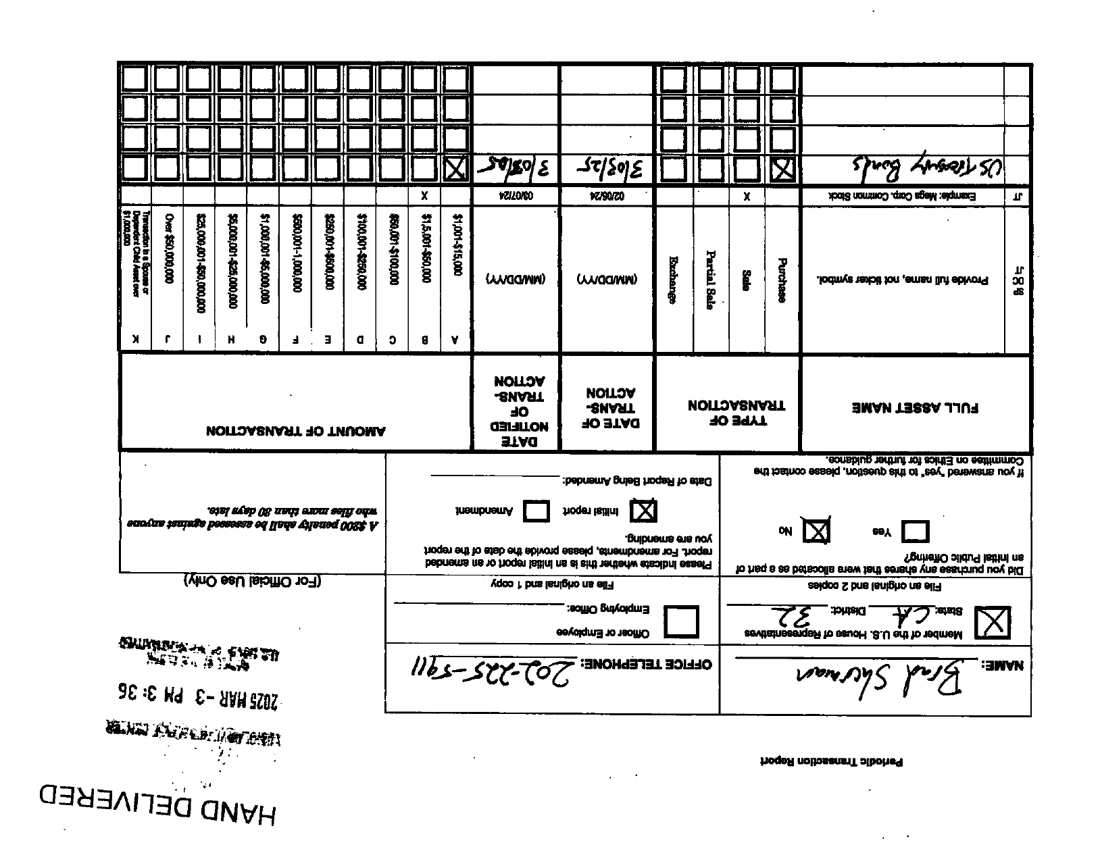 HAND DELIVERED
Periodic Transaction Report
2025 MAR -3 PM 3: 36
NAME: Brad Sherman
OFFICE TELEPHONE: 202-225-5911
Member of the U.S. House of Representatives
State: CA District: 32
Officer or Employee
Employing Office:
File an original and 2 copies
File an original and 1 copy
(For Official Use Only)
Did you purchase any shares that were allocated as a part of
an Initial Public Offering?
Yes No
If you answered "yes" to this question, please contact the
Committee on Ethics for further guidance.
Please indicate whether this is an initial report or an amended
report. For amendments, please provide the date of the report
you are amending.
Initial report Amendment
Date of Report Being Amended:
A $200 penalty shall be assessed against anyone
who files more than 30 days late.
FULL ASSET NAME
TYPE OF
TRANSACTION
DATE OF
TRANS-
ACTION
DATE
NOTIFIED
OF
TRANS-
ACTION
AMOUNT OF TRANSACTION
A B C D E F G H I J K
SP
DC
JT
Provide full name, not ticker symbol.
Purchase
Sale
Partial Sale
Exchange
(MM/DD/YY)
(MM/DD/YY)
$1,001-$15,000
$1,5,001-$50,000
$50,001-$100,000
$100,001-$250,000
$250,001-$500,000
$500,001-1,000,000
$1,000,001-$5,000,000
$5,000,001-$25,000,000
$25,000,001-$50,000,000
Over $50,000,000
Transaction in a Spouse or
Dependent Child Asset over
$1,000,000
JT Example: Mega Corp. Common Stock X 02/06/24 03/07/24 X
US Treasury Bonds X 3/03/25 3/03/25 X